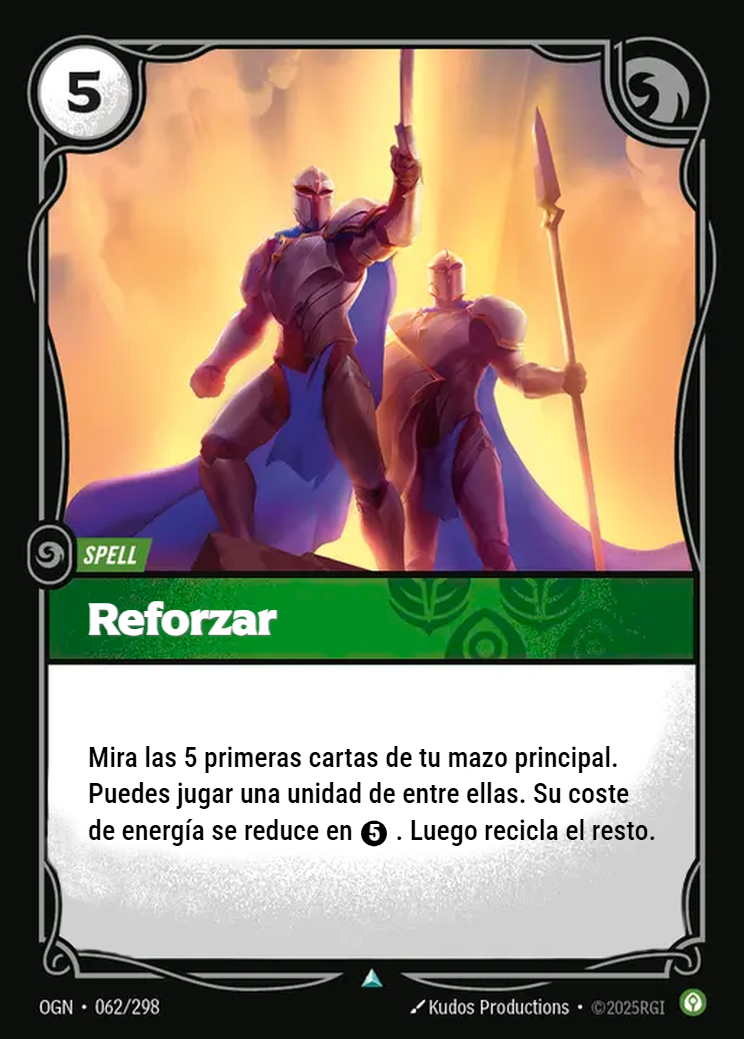 5
SPELL
Reforzar
Mira las 5 primeras cartas de tu mazo principal.
Puedes jugar una unidad de entre ellas. Su coste
de energía se reduce en 5 . Luego recicla el resto.
OGN • 062/298
Kudos Productions • ©2025RGI